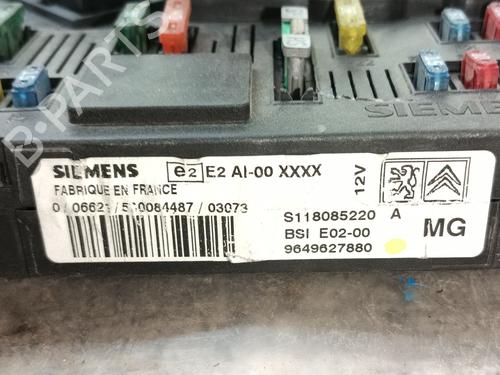 SIEMENS
SIEMENS e2 E2 AI-00 XXXX
FABRIQUE EN FRANCE
12V
S118085220 A
BSI E02-00 MG
9649627880
B-PARTS